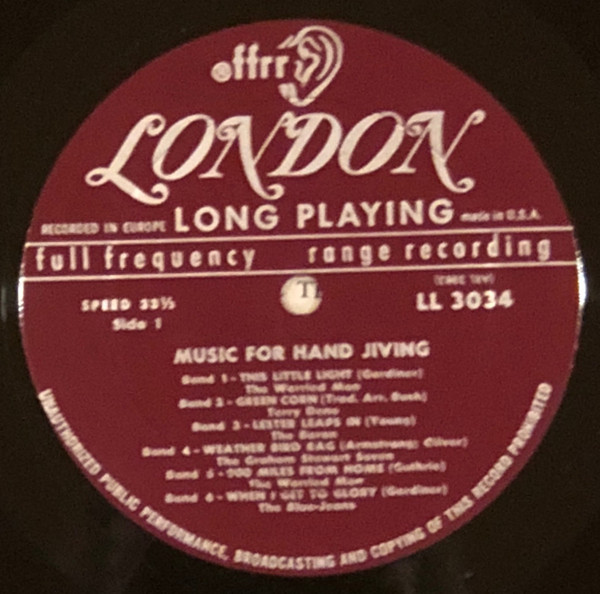 ffrr
LONDON
RECORDED IN EUROPE LONG PLAYING made in U.S.A.
full frequency range recording
SPEED 33⅓
Side 1
LL 3034
MUSIC FOR HAND JIVING
Band 1 - THIS LITTLE LIGHT (Gardiner)
The Worried Men
Band 2 - GREEN CORN (Trad. Arr. Bush)
Terry Dene
Band 3 - LESTER LEAPS IN (Young)
The Baron
Band 4 - WEATHER BIRD RAG (Armstrong; Oliver)
The Graham Stewart Seven
Band 5 - 900 MILES FROM HOME (Guthrie)
The Worried Men
Band 6 - WHEN I GET TO GLORY (Gardiner)
The Blue-Jeans
UNAUTHORIZED PUBLIC PERFORMANCE, BROADCASTING AND COPYING OF THIS RECORD PROHIBITED